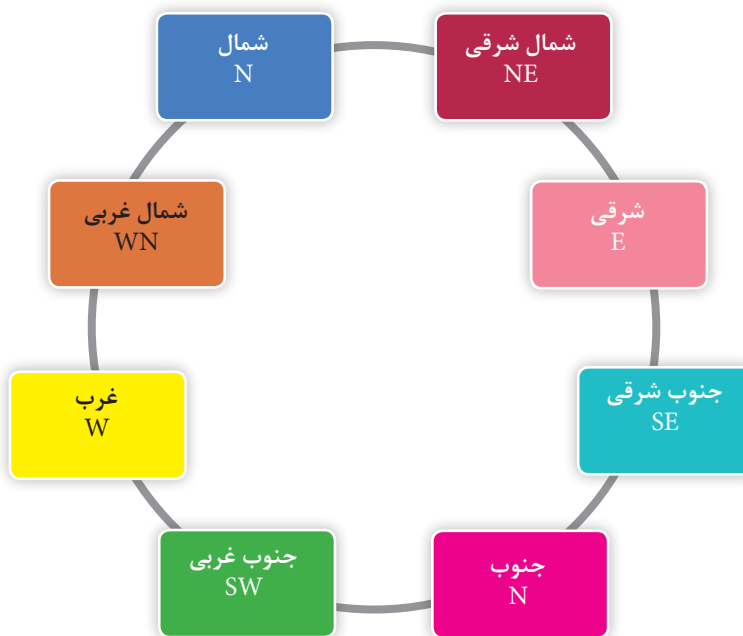 شمال
N
شمال شرقی
NE
شرقی
E
جنوب شرقی
SE
جنوب
N
جنوب غربی
SW
غرب
W
شمال غربی
WN